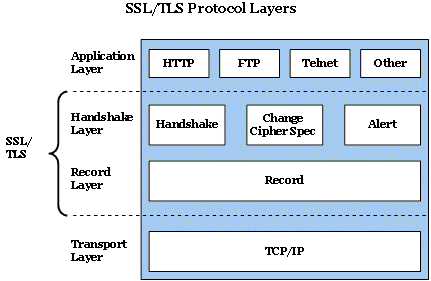 SSL/TLS Protocol Layers
Application
Layer
HTTP
FTP
Telnet
Other
SSL/
TLS
Handshake
Layer
Handshake
Change
Cipher Spec
Alert
Record
Layer
Record
Transport
Layer
TCP/IP